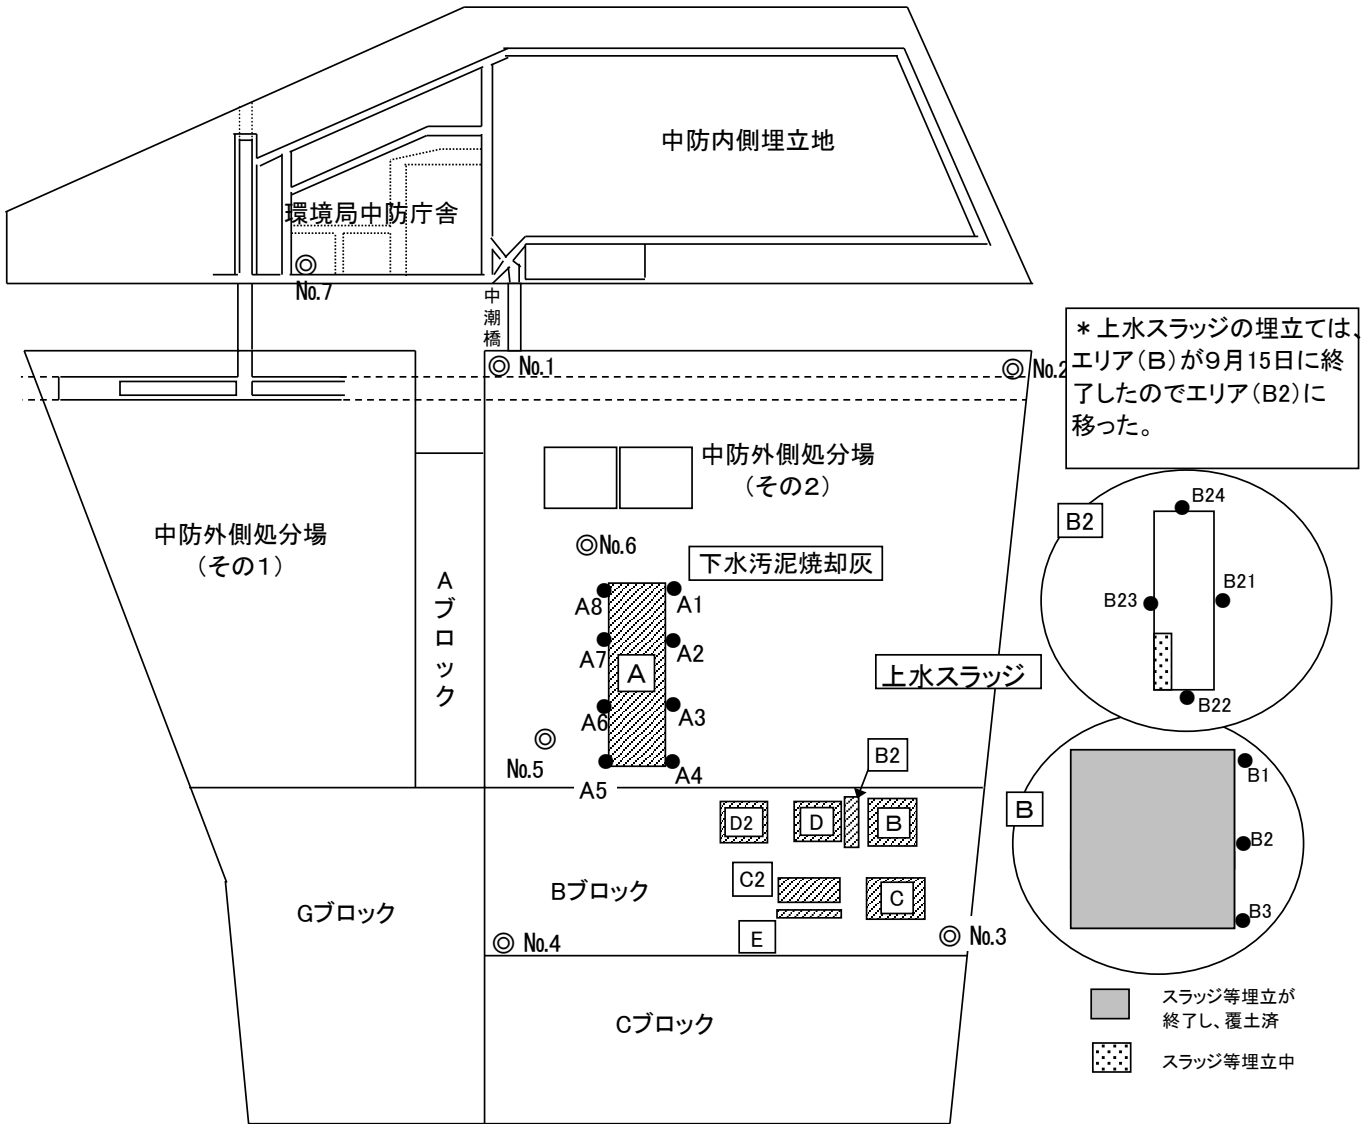 中防内側埋立地
環境局中防庁舎
No.7
中潮橋
No.1
No.2
*上水スラッジの埋立ては、
エリア(B)が9月15日に終
了したのでエリア(B2)に
移った。
中防外側処分場
(その2)
中防外側処分場
(その1)
Aブロック
No.6
下水汚泥焼却灰
A8
A1
A7
A2
A
A6
A3
No.5
A5
A4
上水スラッジ
B2
B24
B23
B21
B22
B2
D2
D
B
B
B1
B2
B3
Gブロック
Bブロック
C2
C
E
No.4
No.3
Cブロック
スラッジ等埋立が
終了し、覆土済
スラッジ等埋立中